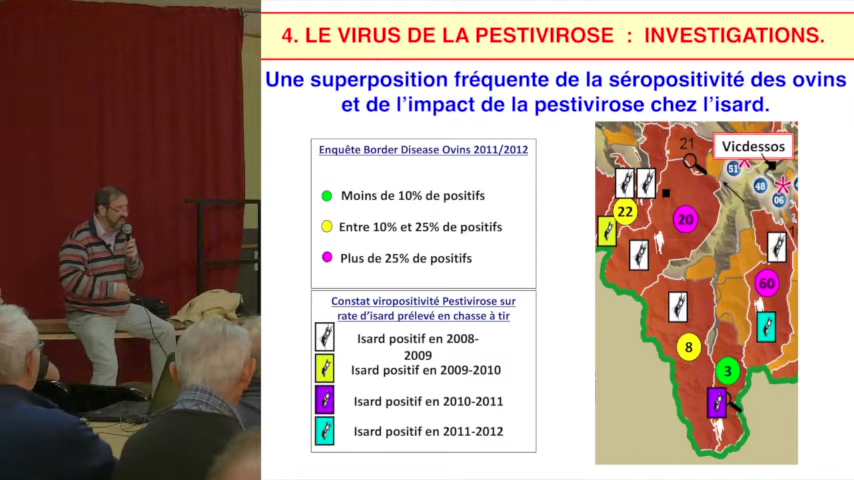 4. LE VIRUS DE LA PESTIVIROSE : INVESTIGATIONS.
Une superposition fréquente de la séropositivité des ovins
et de l'impact de la pestivirose chez l'isard.
Enquête Border Disease Ovins 2011/2012
Moins de 10% de positifs
Entre 10% et 25% de positifs
Plus de 25% de positifs
Constat viropositivité Pestivirose sur
rate d'isard prélevé en chasse à tir
Isard positif en 2008-
2009
Isard positif en 2009-2010
Isard positif en 2010-2011
Isard positif en 2011-2012
21
Vicdessos
51
48
06
22
20
1
60
8
3